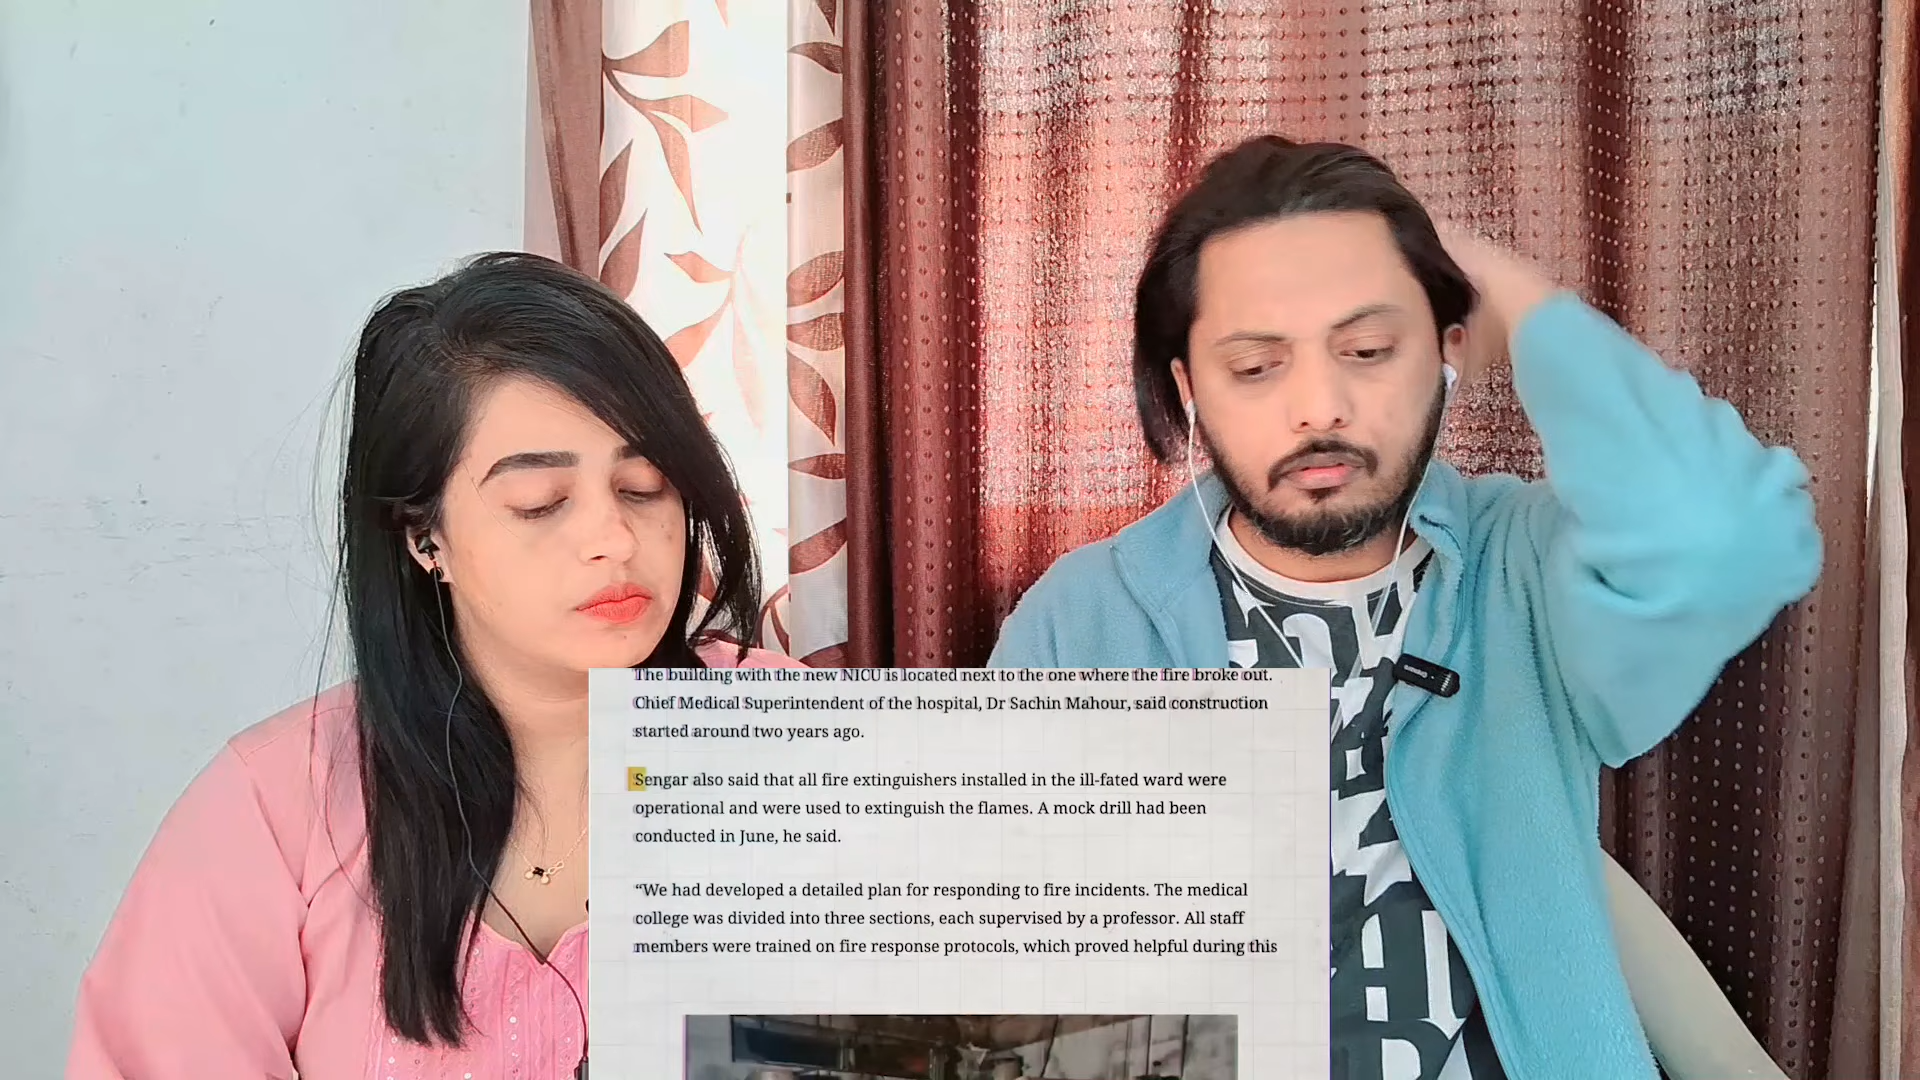 The building with the new NICU is located next to the one where the fire broke out.
Chief Medical Superintendent of the hospital, Dr Sachin Mahour, said construction
started around two years ago.
Sengar also said that all fire extinguishers installed in the ill-fated ward were
operational and were used to extinguish the flames. A mock drill had been
conducted in June, he said.
“We had developed a detailed plan for responding to fire incidents. The medical
college was divided into three sections, each supervised by a professor. All staff
members were trained on fire response protocols, which proved helpful during this